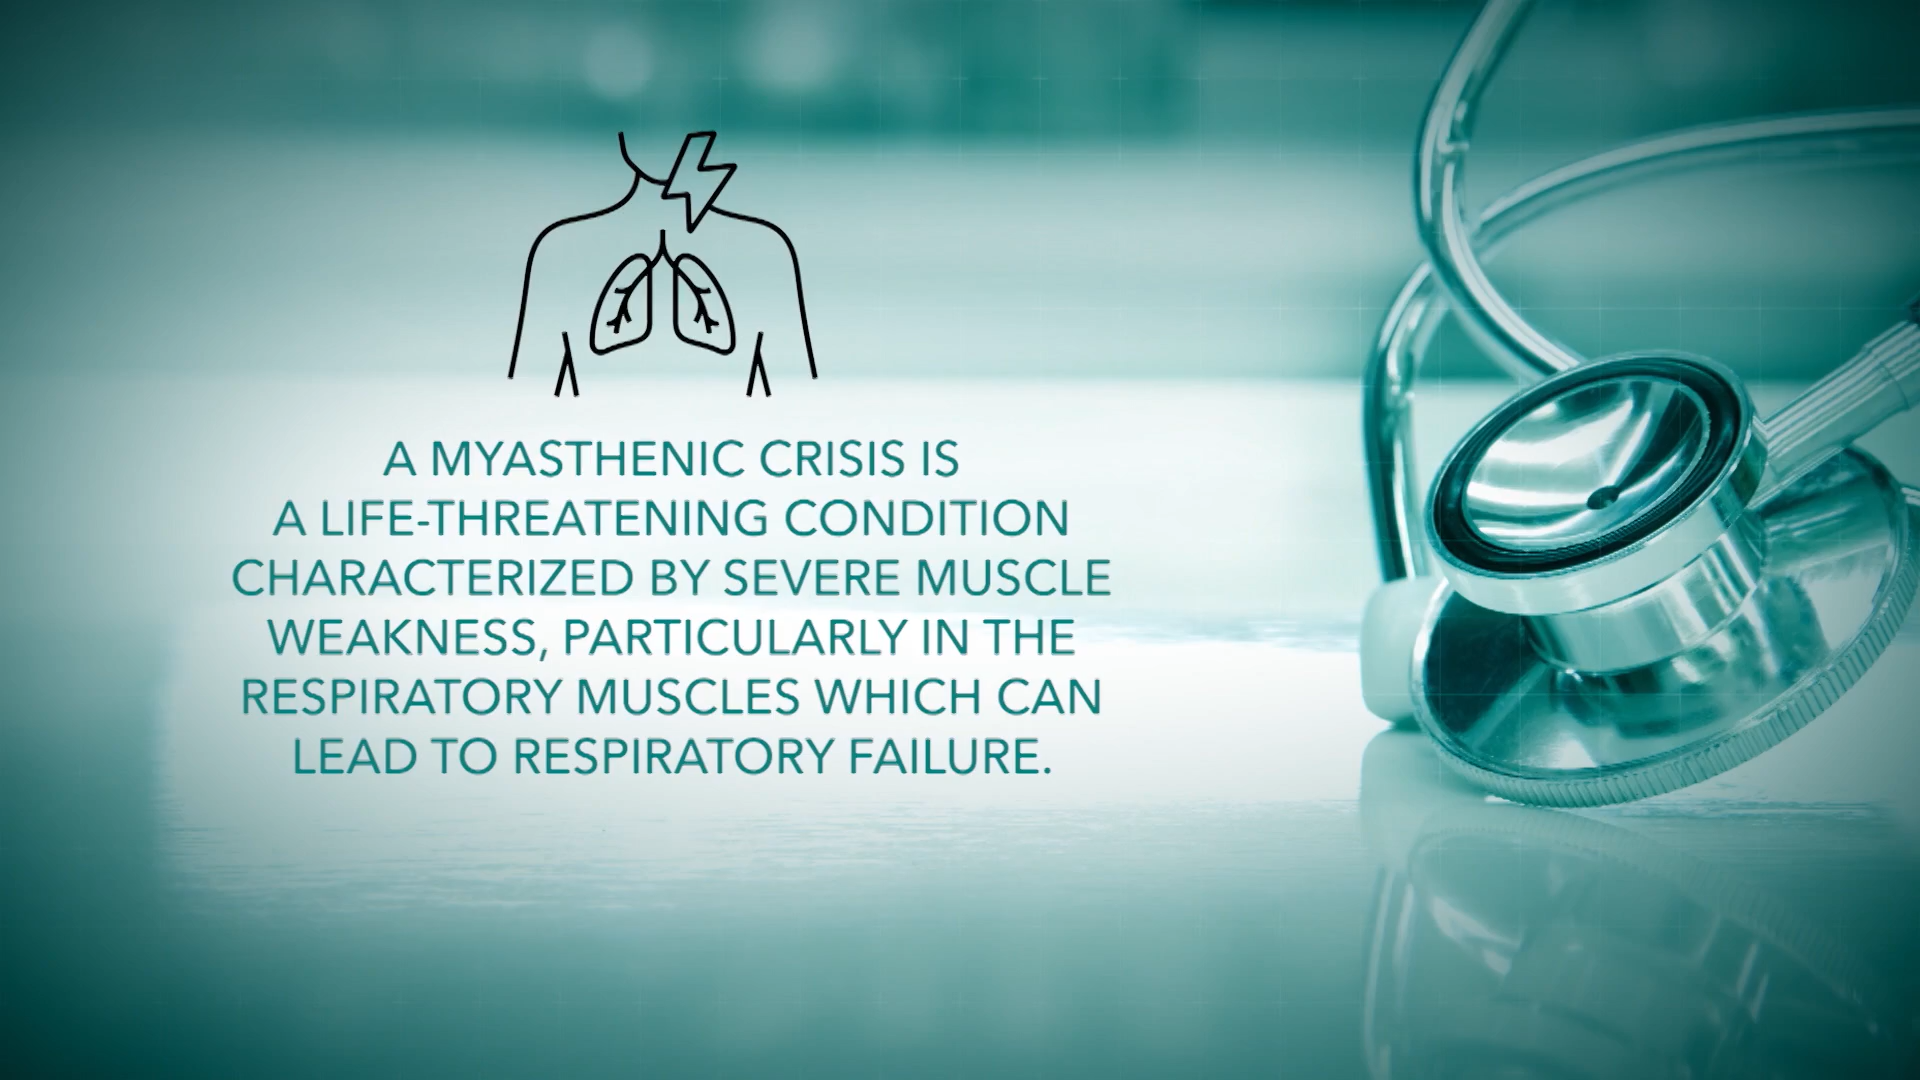 A MYASTHENIC CRISIS IS
A LIFE-THREATENING CONDITION
CHARACTERIZED BY SEVERE MUSCLE
WEAKNESS, PARTICULARLY IN THE
RESPIRATORY MUSCLES WHICH CAN
LEAD TO RESPIRATORY FAILURE.